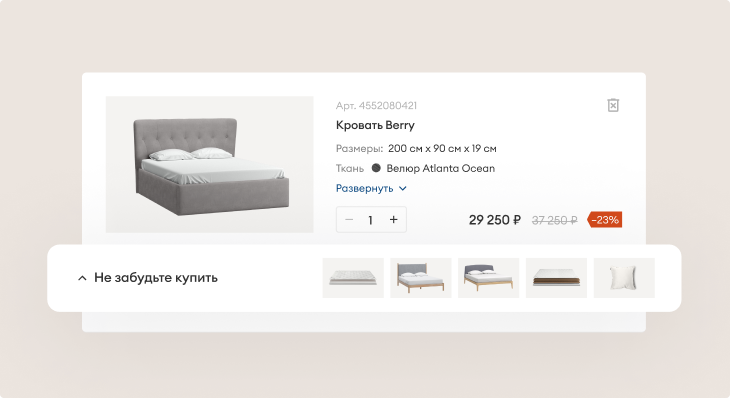 Арт. 4552080421
Кровать Berry
Размеры: 200 см x 90 см x 19 см
Ткань Велюр Atlanta Ocean
Развернуть
− 1 + 29 250 ₽ 37 250 ₽ −23%
Не забудьте купить